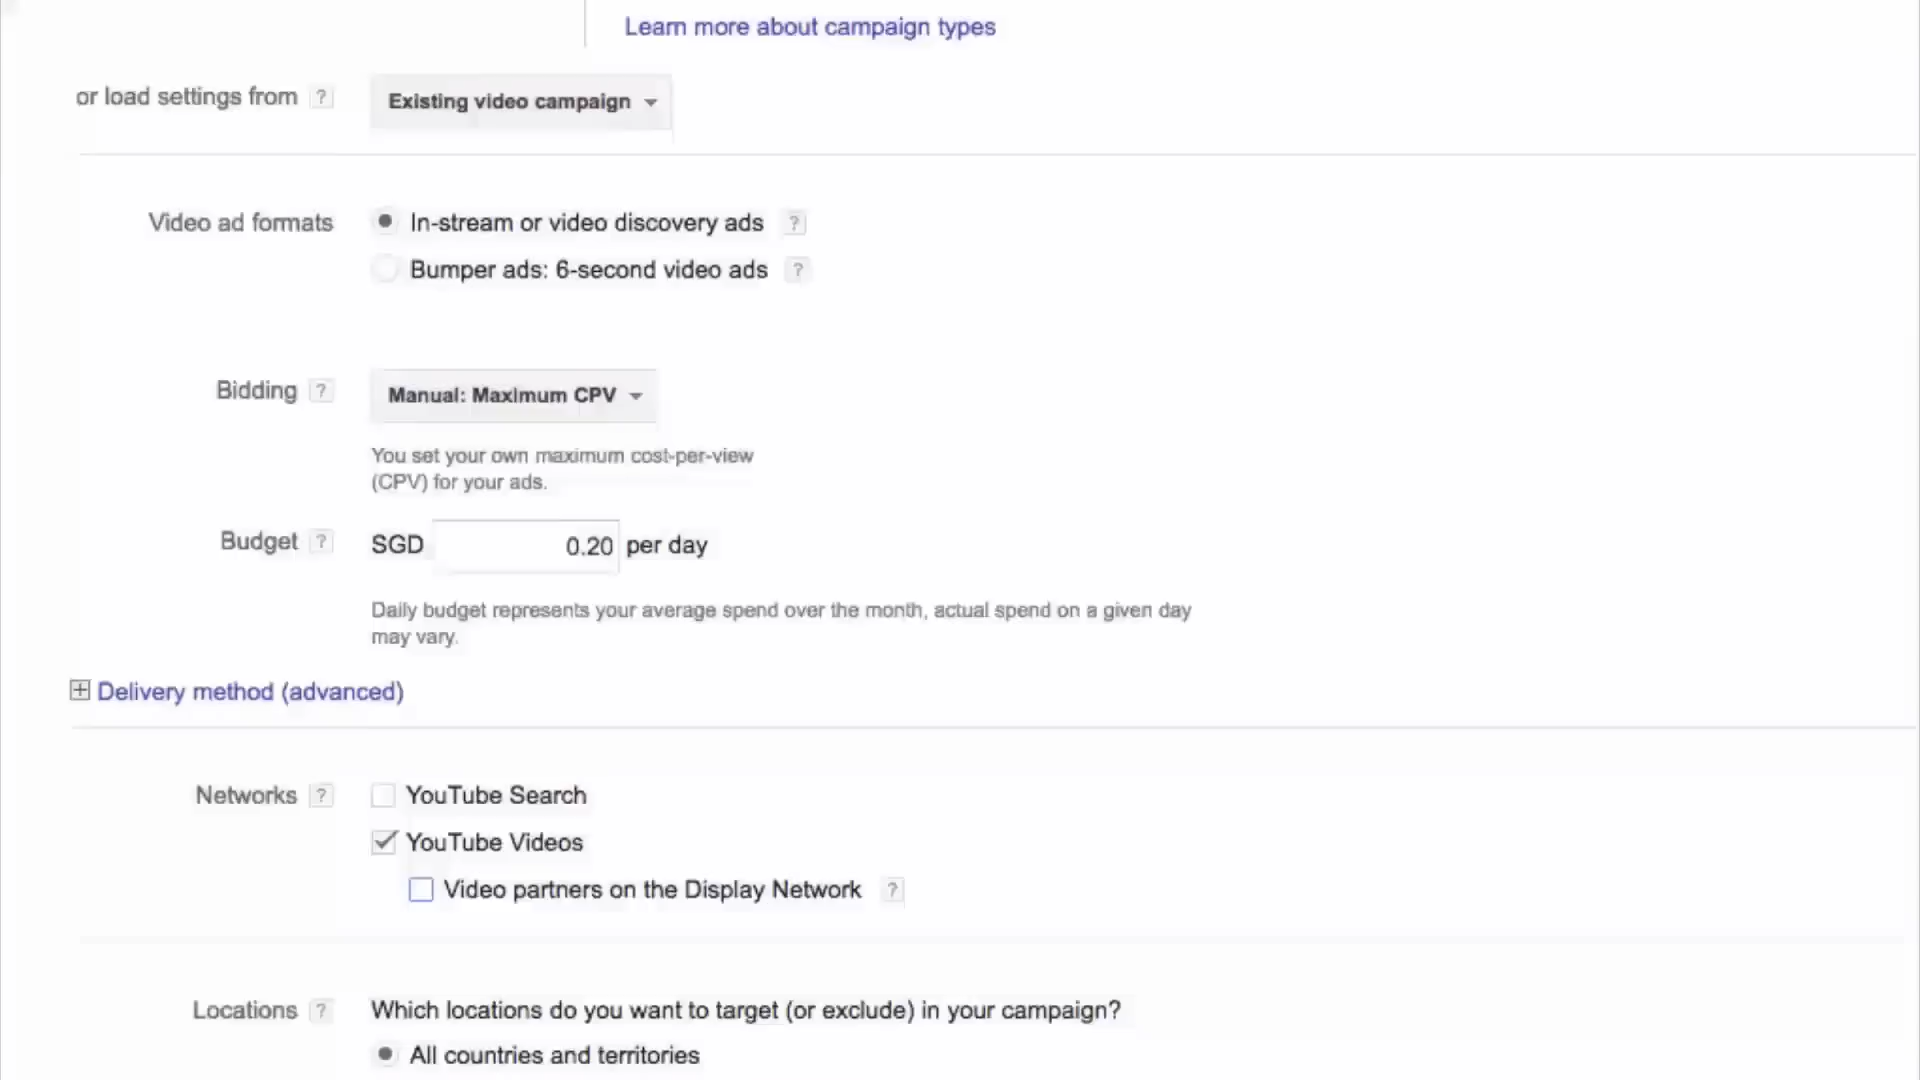 Learn more about campaign types
or load settings from ? Existing video campaign
Video ad formats In-stream or video discovery ads ?
Bumper ads: 6-second video ads ?
Bidding ? Manual: Maximum CPV
You set your own maximum cost-per-view
(CPV) for your ads.
Budget ? SGD 0.20 per day
Daily budget represents your average spend over the month, actual spend on a given day
may vary.
Delivery method (advanced)
Networks ? YouTube Search
YouTube Videos
Video partners on the Display Network ?
Locations ? Which locations do you want to target (or exclude) in your campaign?
All countries and territories